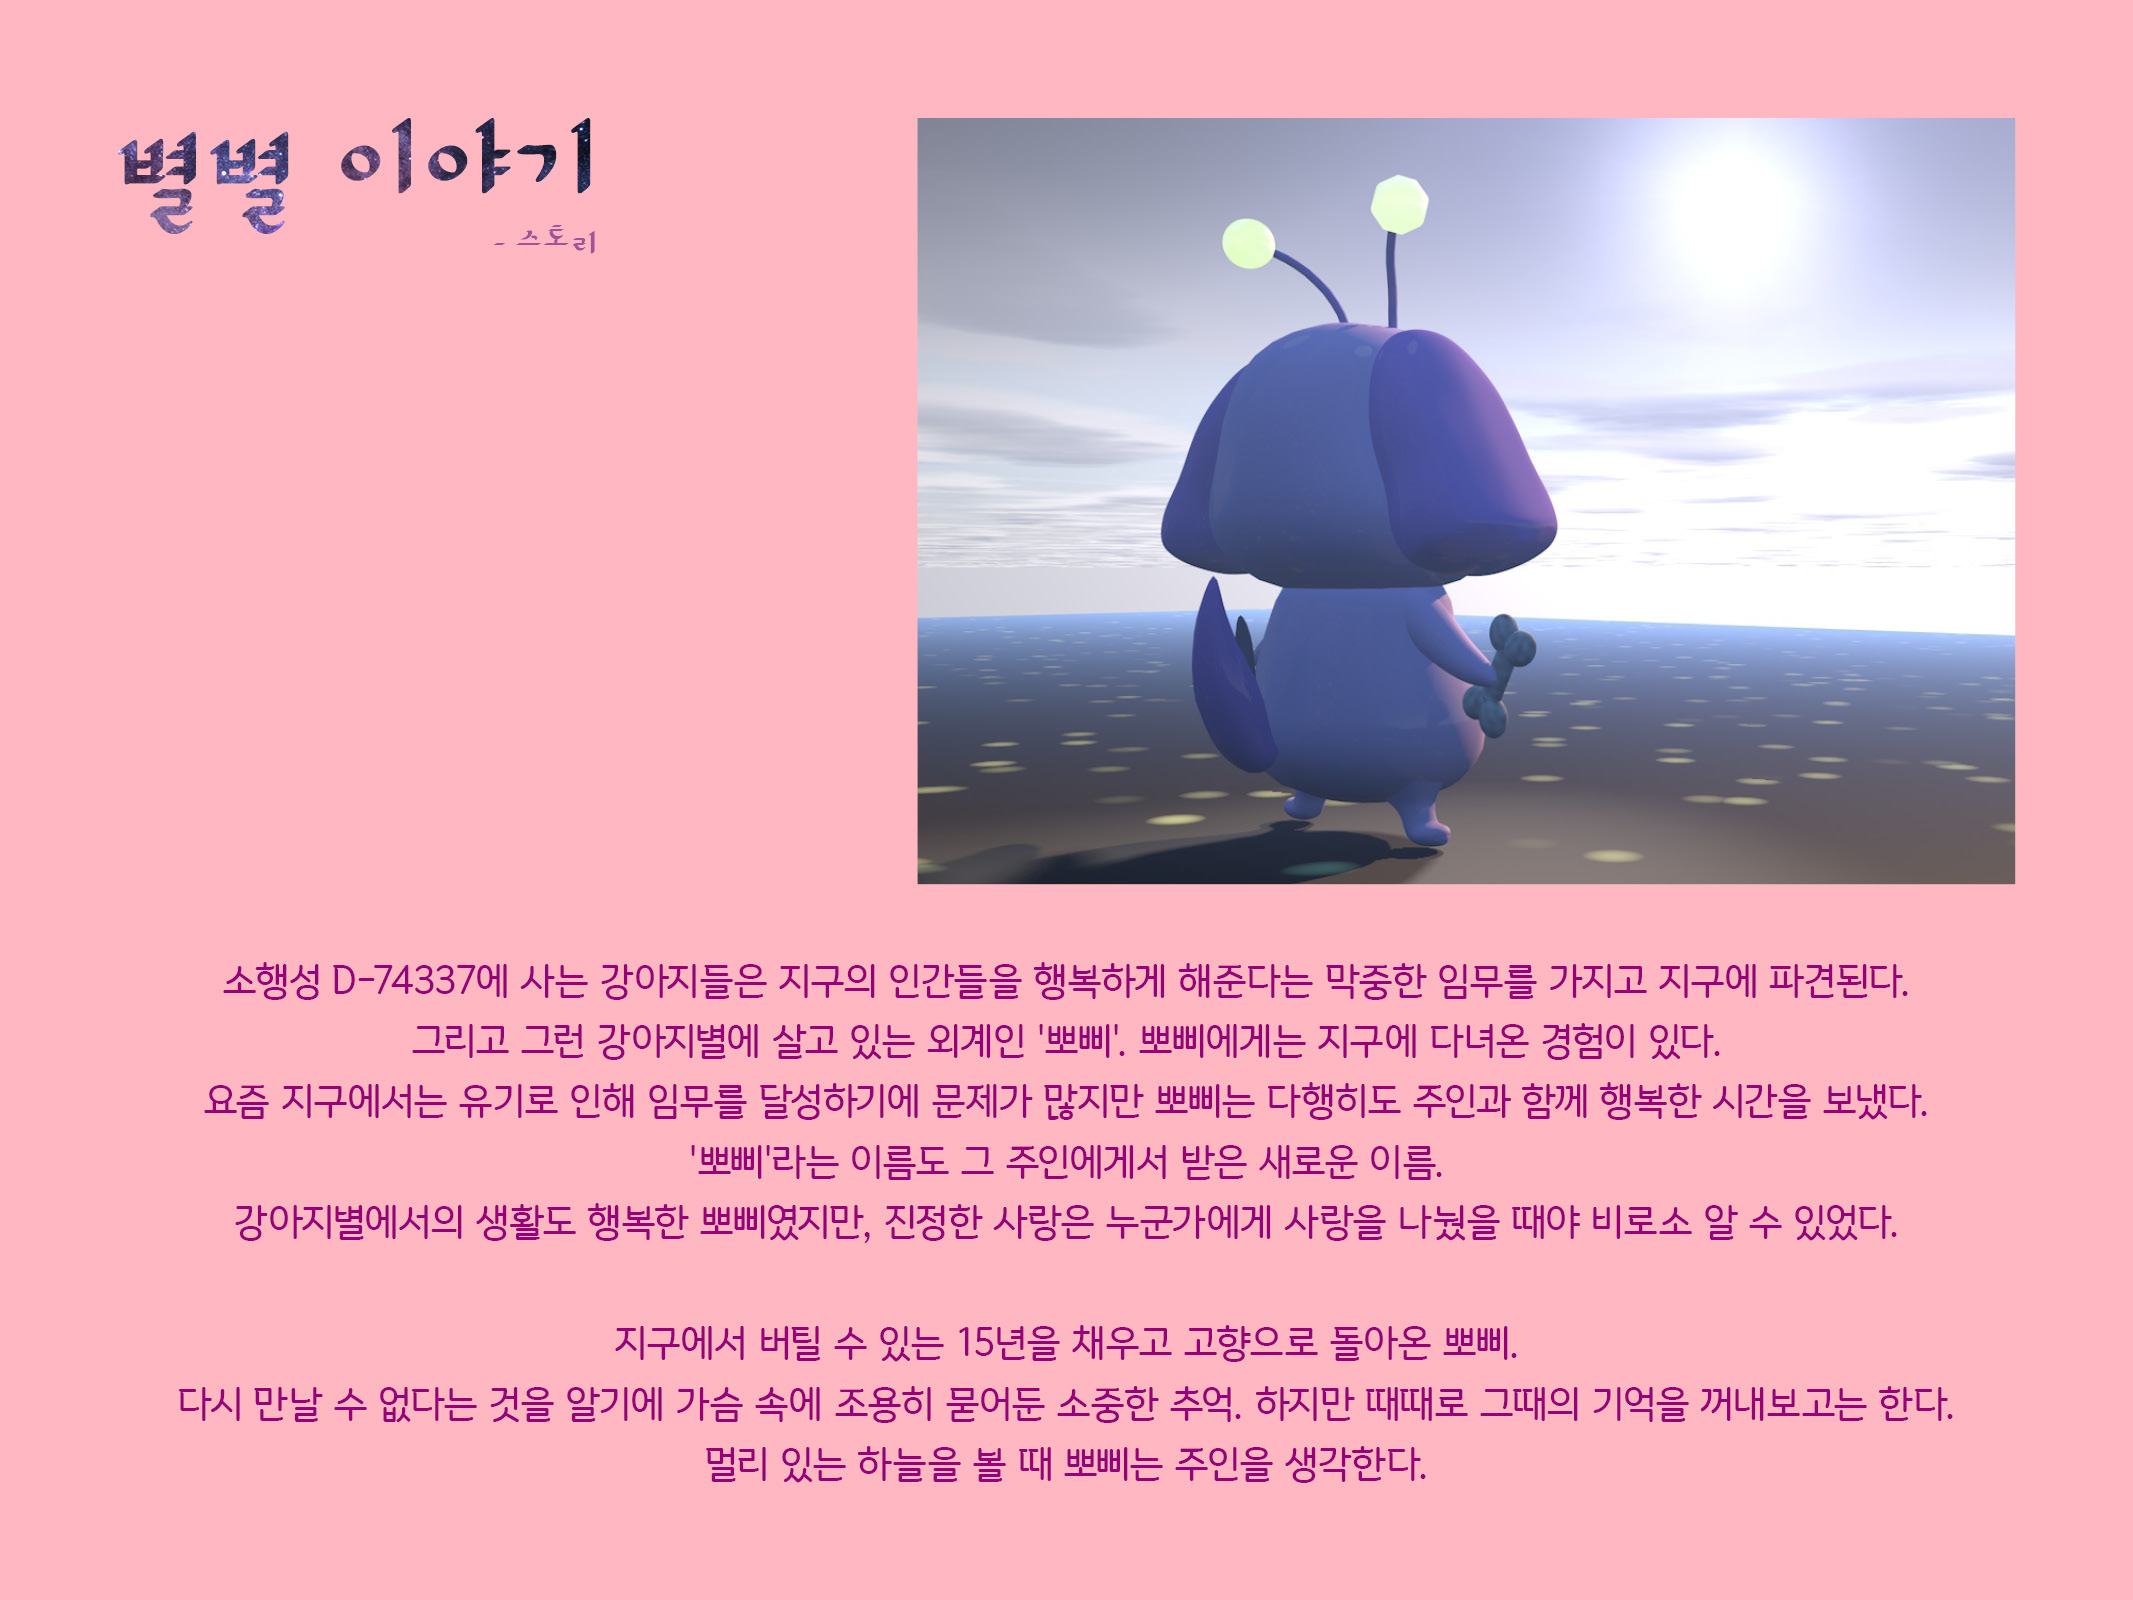 별별 이야기
- 스토리
소행성 D-74337에 사는 강아지들은 지구의 인간들을 행복하게 해준다는 막중한 임무를 가지고 지구에 파견된다.
그리고 그런 강아지별에 살고 있는 외계인 '뽀삐'. 뽀삐에게는 지구에 다녀온 경험이 있다.
요즘 지구에서는 유기로 인해 임무를 달성하기에 문제가 많지만 뽀삐는 다행히도 주인과 함께 행복한 시간을 보냈다.
'뽀삐'라는 이름도 그 주인에게서 받은 새로운 이름.
강아지별에서의 생활도 행복한 뽀삐였지만, 진정한 사랑은 누군가에게 사랑을 나눴을 때야 비로소 알 수 있었다.
지구에서 버틸 수 있는 15년을 채우고 고향으로 돌아온 뽀삐.
다시 만날 수 없다는 것을 알기에 가슴 속에 조용히 묻어둔 소중한 추억. 하지만 때때로 그때의 기억을 꺼내보고는 한다.
멀리 있는 하늘을 볼 때 뽀삐는 주인을 생각한다.